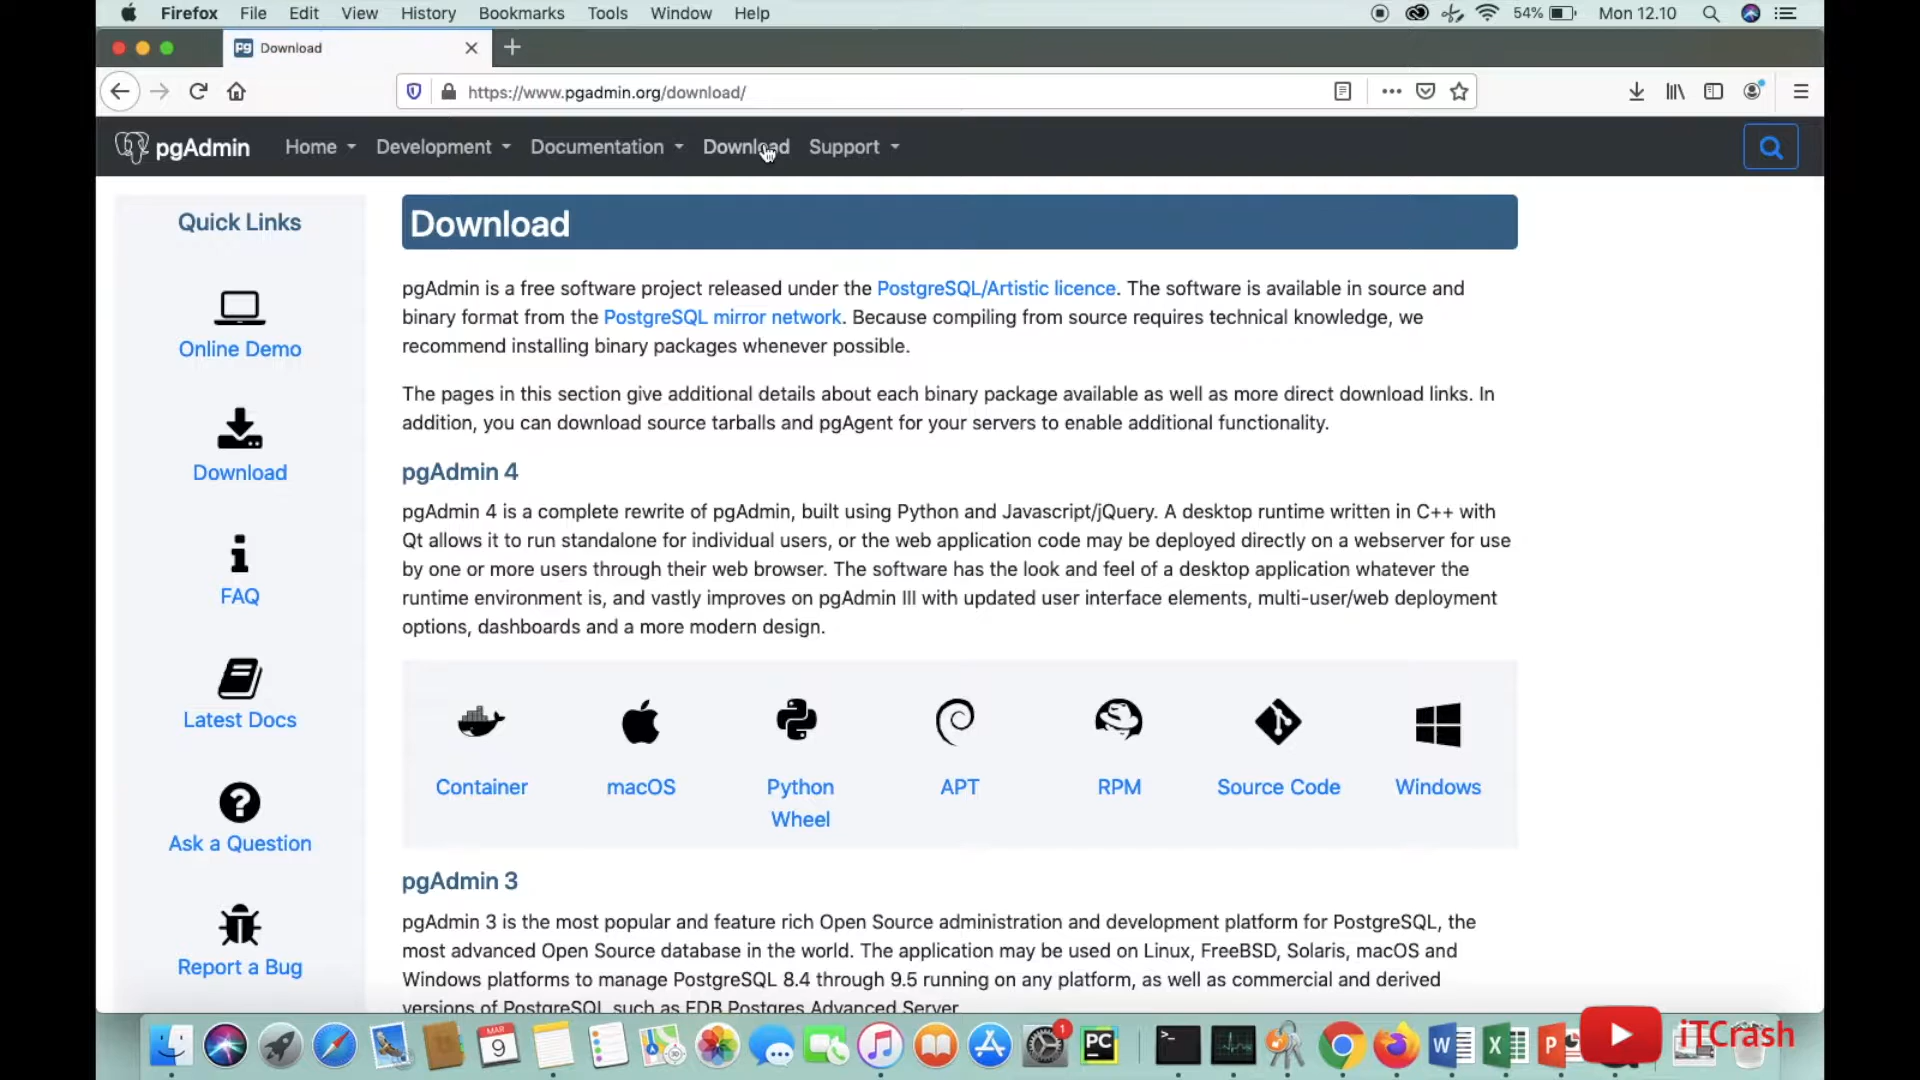 Firefox File Edit View History Bookmarks Tools Window Help 54% Mon 12.10
Pg Download
https://www.pgadmin.org/download/
pgAdmin Home Development Documentation Download Support
Quick Links
Online Demo
Download
FAQ
Latest Docs
Ask a Question
Report a Bug
Download
pgAdmin is a free software project released under the PostgreSQL/Artistic licence. The software is available in source and
binary format from the PostgreSQL mirror network. Because compiling from source requires technical knowledge, we
recommend installing binary packages whenever possible.
The pages in this section give additional details about each binary package available as well as more direct download links. In
addition, you can download source tarballs and pgAgent for your servers to enable additional functionality.
pgAdmin 4
pgAdmin 4 is a complete rewrite of pgAdmin, built using Python and Javascript/jQuery. A desktop runtime written in C++ with
Qt allows it to run standalone for individual users, or the web application code may be deployed directly on a webserver for use
by one or more users through their web browser. The software has the look and feel of a desktop application whatever the
runtime environment is, and vastly improves on pgAdmin III with updated user interface elements, multi-user/web deployment
options, dashboards and a more modern design.
Container macOS Python APT RPM Source Code Windows
Wheel
pgAdmin 3
pgAdmin 3 is the most popular and feature rich Open Source administration and development platform for PostgreSQL, the
most advanced Open Source database in the world. The application may be used on Linux, FreeBSD, Solaris, macOS and
Windows platforms to manage PostgreSQL 8.4 through 9.5 running on any platform, as well as commercial and derived
versions of PostgreSQL such as EDB Postgres Advanced Server
MAR
9
1
PC
W
X
P
iTCrash